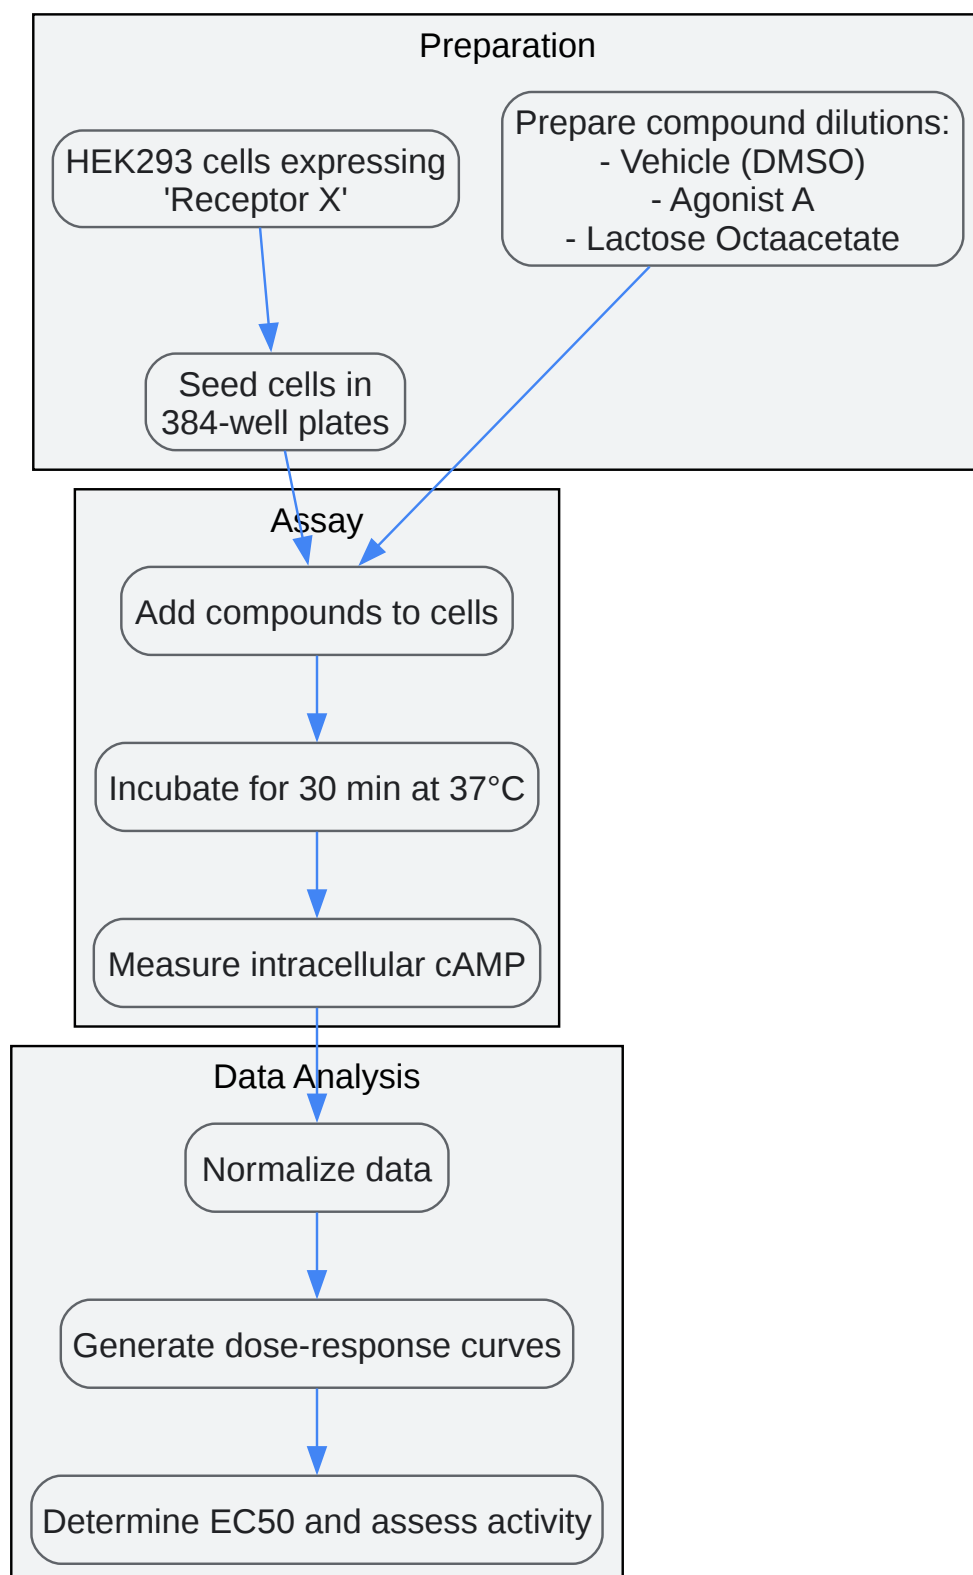 Preparation
HEK293 cells expressing
'Receptor X'
Prepare compound dilutions:
- Vehicle (DMSO)
- Agonist A
- Lactose Octaacetate
Seed cells in
384-well plates
Assay
Add compounds to cells
Incubate for 30 min at 37°C
Measure intracellular cAMP
Data Analysis
Normalize data
Generate dose-response curves
Determine EC50 and assess activity